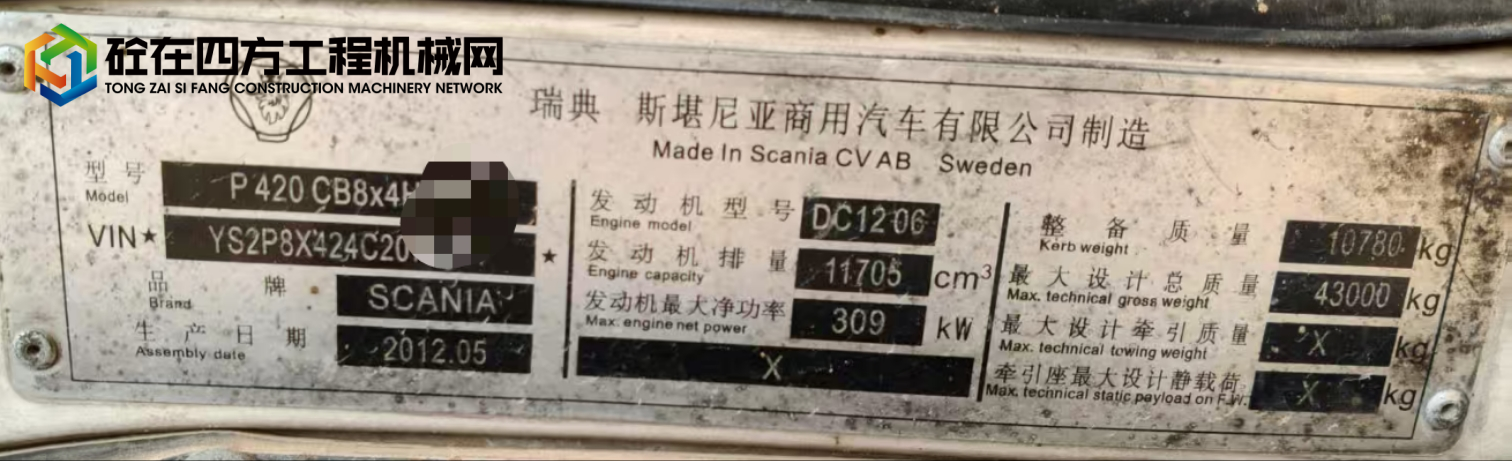 砼在四方工程机械网
TONG ZAI SI FANG CONSTRUCTION MACHINERY NETWORK
瑞典 斯堪尼亚商用汽车有限公司制造
Made In Scania CV AB Sweden
型号 P 420 CB8x4H
Model
VIN★ YS2P8X424C20 ★
品牌 SCANIA
Brand
生产日期 2012.05
Assembly date
发动机型号 DC12 06
Engine model
发动机排量 11705 cm³
Engine capacity
发动机最大净功率 309 kW
Max. engine net power
X
整备质量 10780 kg
Kerb weight
最大设计总质量 43000 kg
Max. technical gross weight
最大设计牵引质量 X kg
Max. technical towing weight
牵引座最大设计静载荷 X kg
Max. technical static payload on F.W.